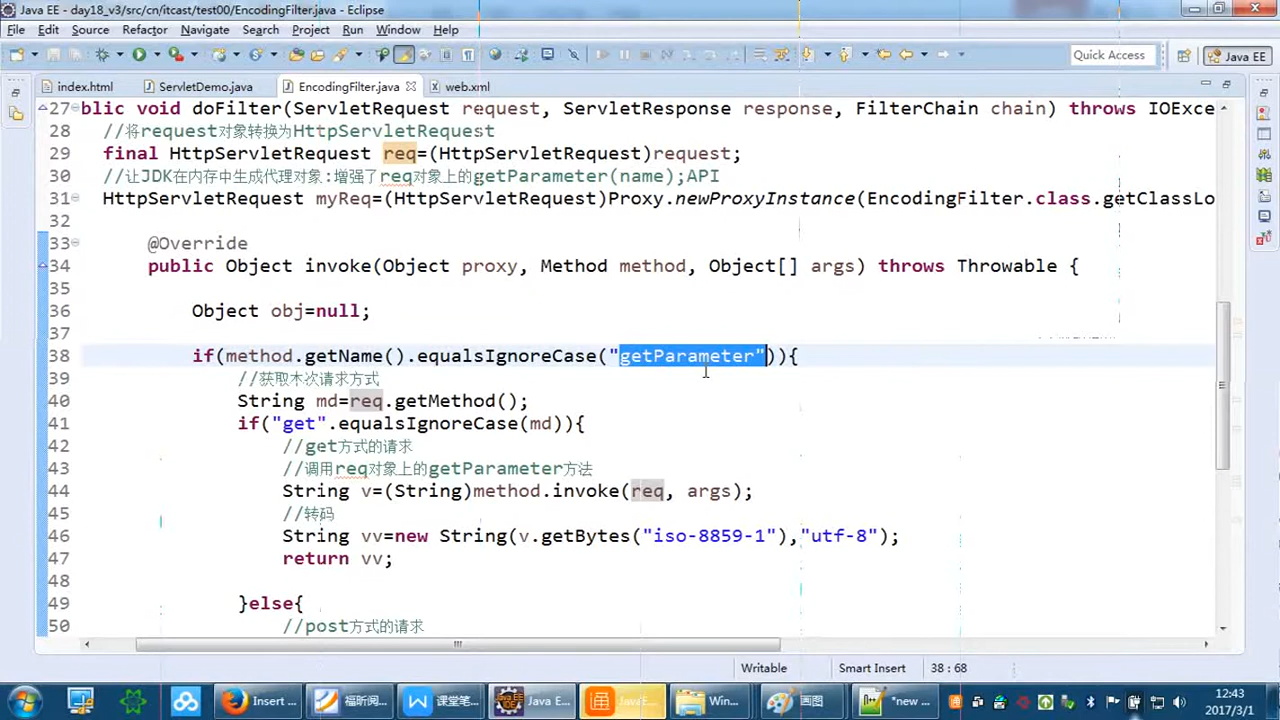 Java EE - day18_v3/src/cn/itcast/test00/EncodingFilter.java - Eclipse
File Edit Source Refactor Navigate Search Project Run Window Help
Quick Access
Java EE
index.html
ServletDemo.java
EncodingFilter.java
web.xml
27 blic void doFilter(ServletRequest request, ServletResponse response, FilterChain chain) throws IOExce
28 //将request对象转换为HttpServletRequest
29 final HttpServletRequest req=(HttpServletRequest)request;
30 //让JDK在内存中生成代理对象:增强了req对象上的getParameter(name);API
31 HttpServletRequest myReq=(HttpServletRequest)Proxy.newProxyInstance(EncodingFilter.class.getClassLo
32
33 @Override
34 public Object invoke(Object proxy, Method method, Object[] args) throws Throwable {
35
36 Object obj=null;
37
38 if(method.getName().equalsIgnoreCase("getParameter")){
39 //获取本次请求方式
40 String md=req.getMethod();
41 if("get".equalsIgnoreCase(md)){
42 //get方式的请求
43 //调用req对象上的getParameter方法
44 String v=(String)method.invoke(req, args);
45 //转码
46 String vv=new String(v.getBytes("iso-8859-1"),"utf-8");
47 return vv;
48
49 }else{
50 //post方式的请求
Writable
Smart Insert
38 : 68
Insert ...
福昕阅...
课堂笔...
Java E...
JavaE...
Win...
画图
*new ...
12:43
2017/3/1